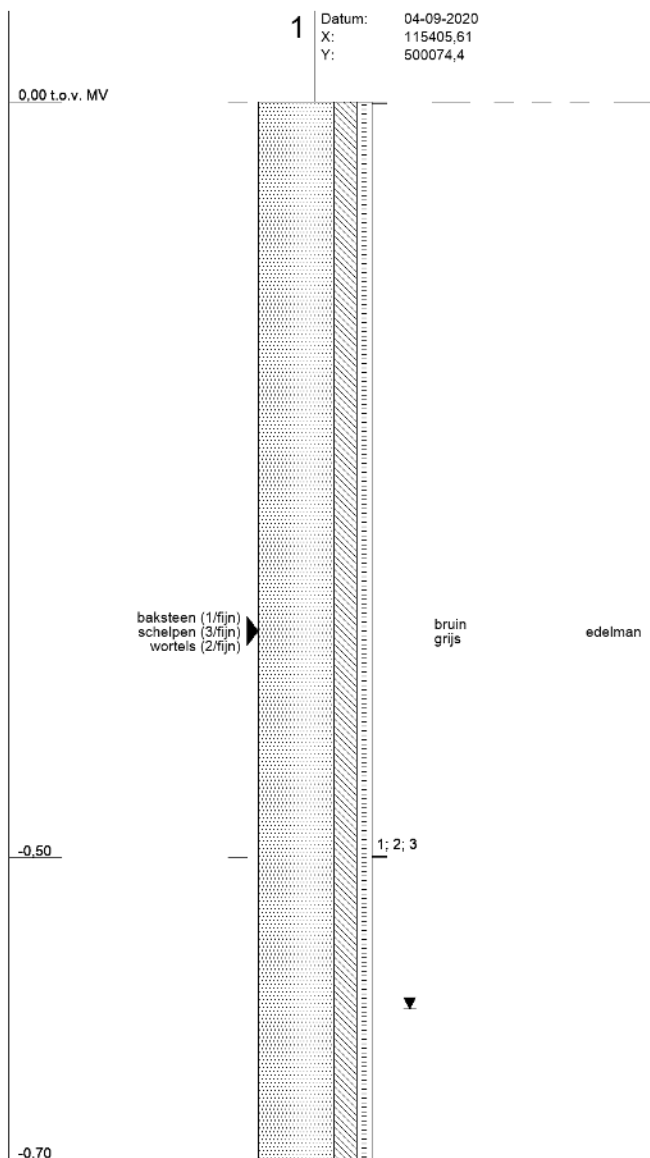 1
Datum: 04-09-2020
X: 115405,61
Y: 500074,4
0,00 t.o.v. MV
baksteen (1/fijn)
schelpen (3/fijn)
wortels (2/fijn)
bruin
grijs
edelman
-0,50
1; 2; 3
-0,70